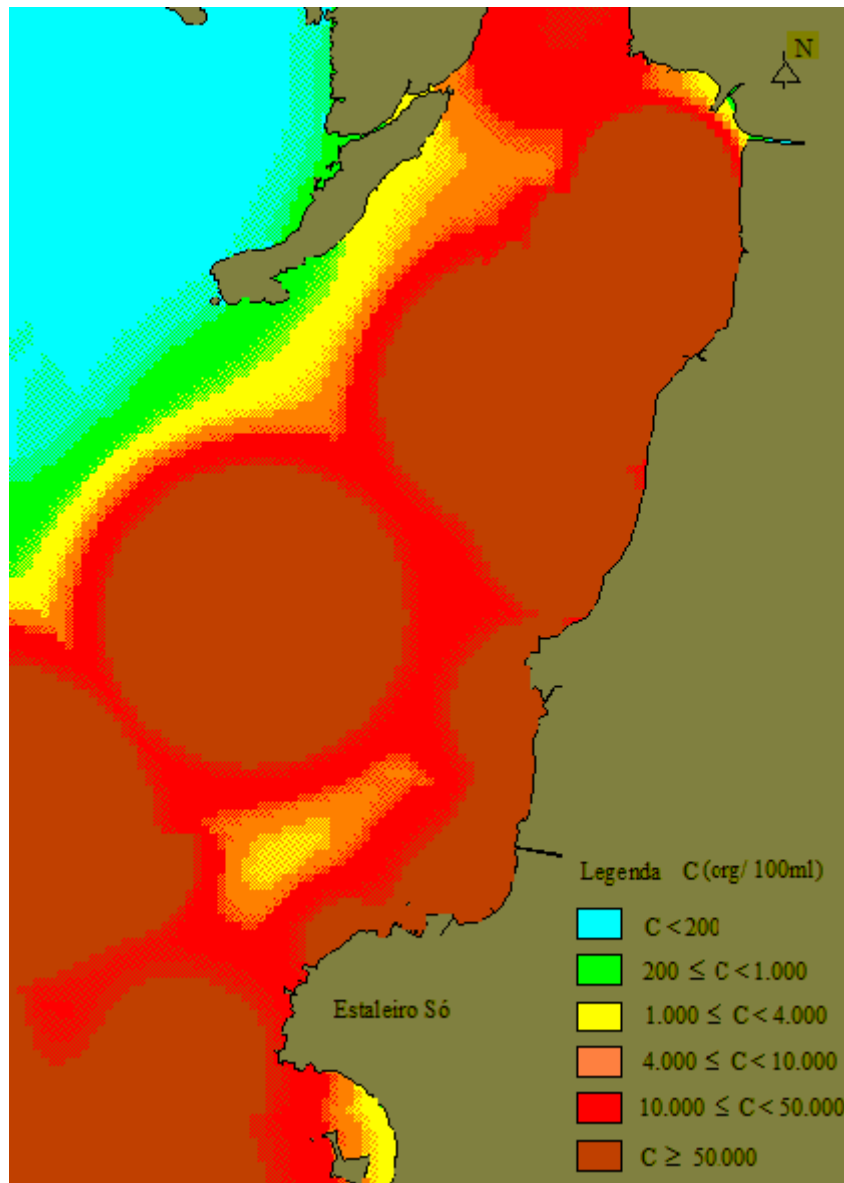 N
Legenda C (org/ 100ml)
C < 200
200 ≤ C < 1.000
Estaleiro Só
1.000 ≤ C < 4.000
4.000 ≤ C < 10.000
10.000 ≤ C < 50.000
C ≥ 50.000